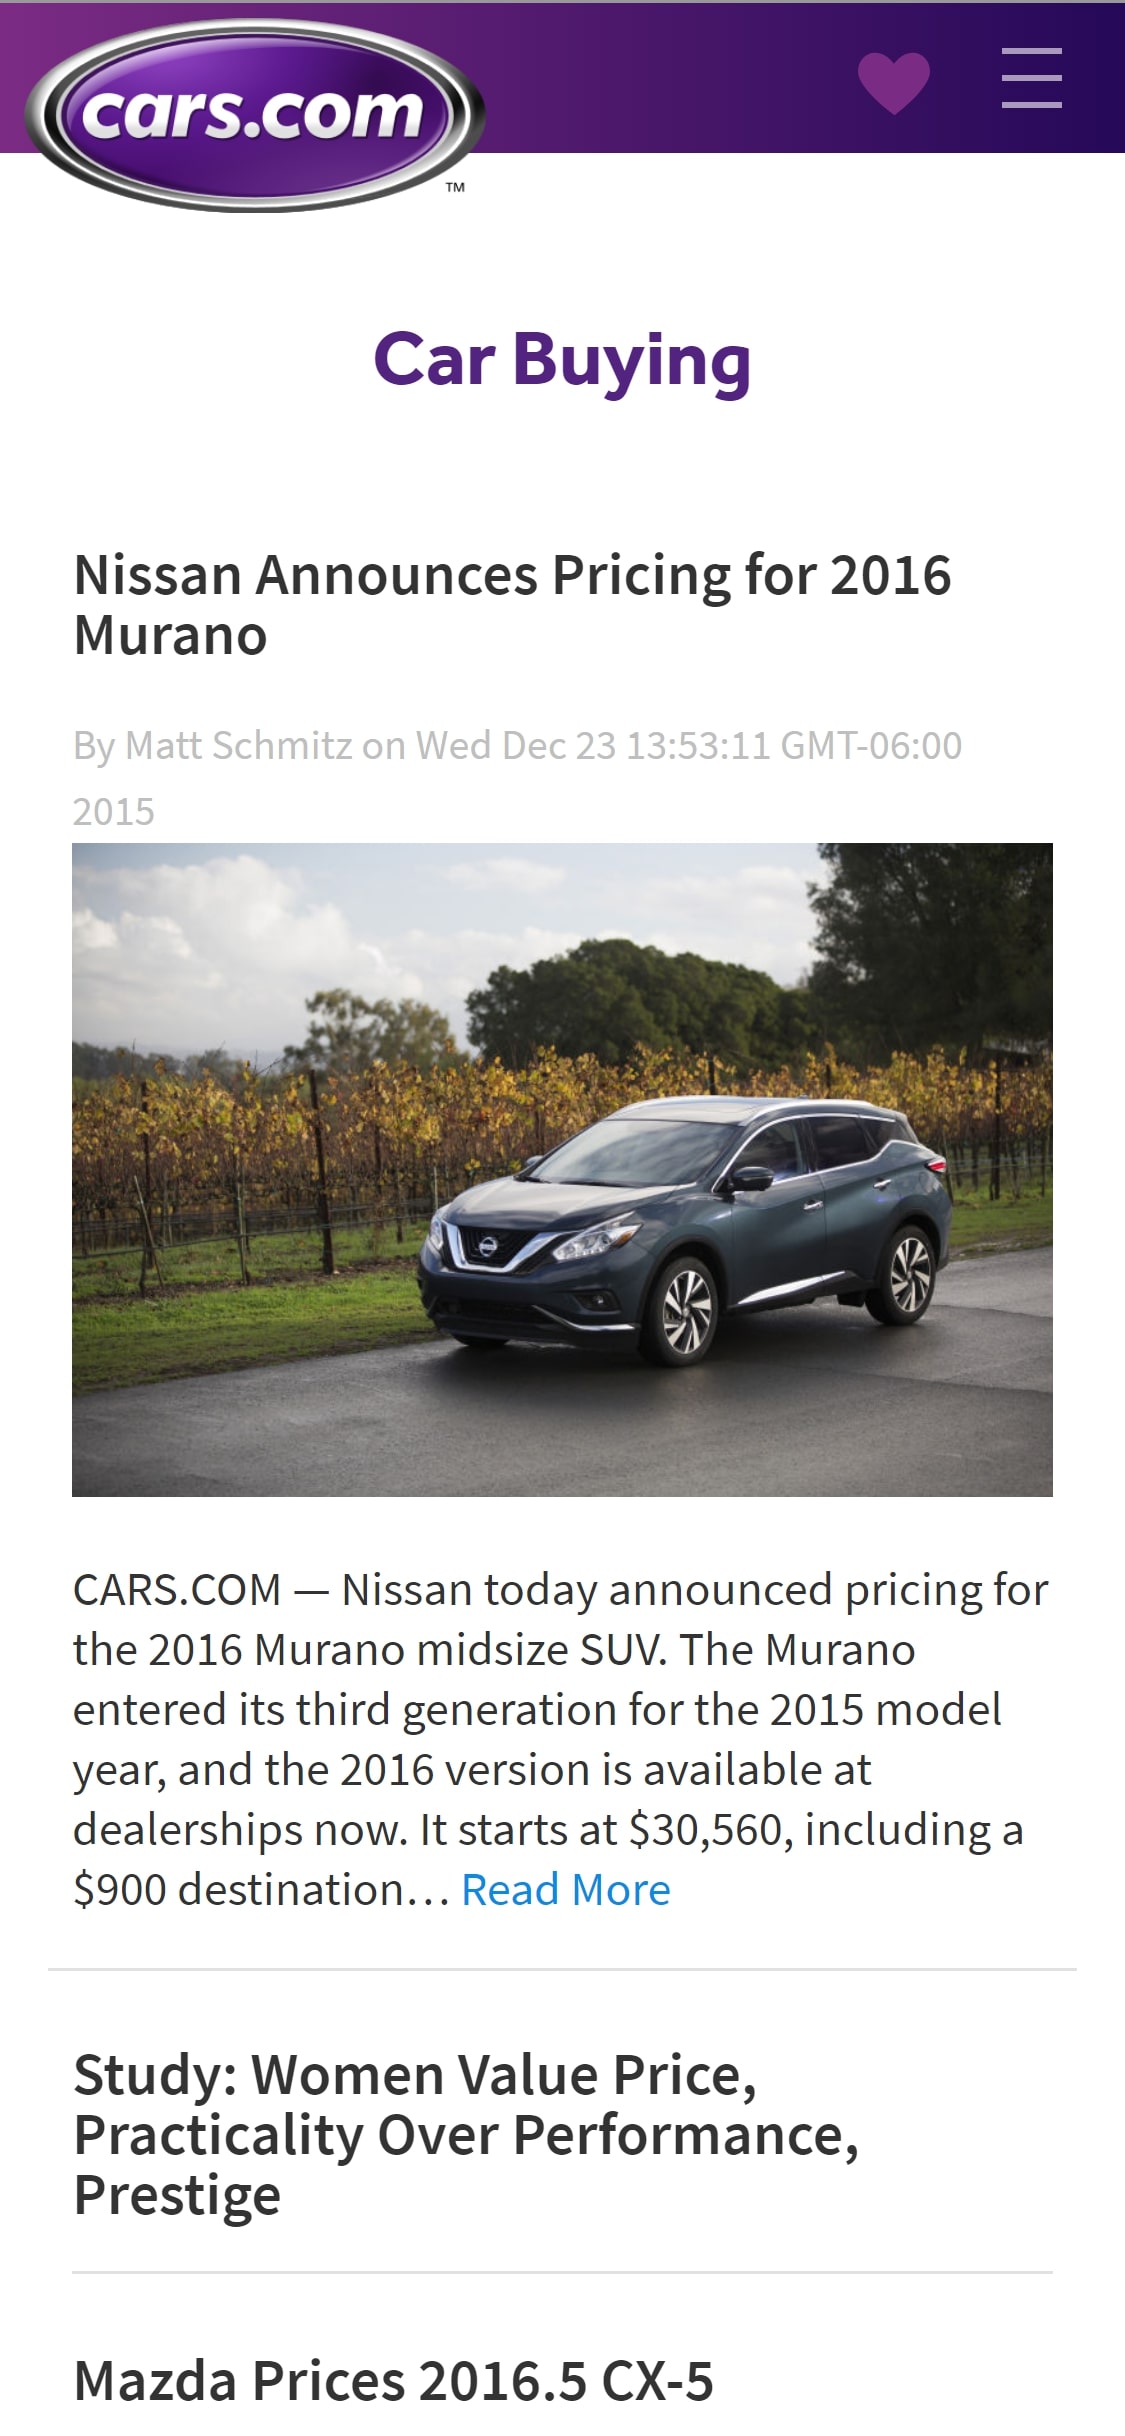 cars.com
TM
Car Buying
Nissan Announces Pricing for 2016
Murano
By Matt Schmitz on Wed Dec 23 13:53:11 GMT-06:00
2015
CARS.COM — Nissan today announced pricing for
the 2016 Murano midsize SUV. The Murano
entered its third generation for the 2015 model
year, and the 2016 version is available at
dealerships now. It starts at $30,560, including a
$900 destination… Read More
Study: Women Value Price,
Practicality Over Performance,
Prestige
Mazda Prices 2016.5 CX-5